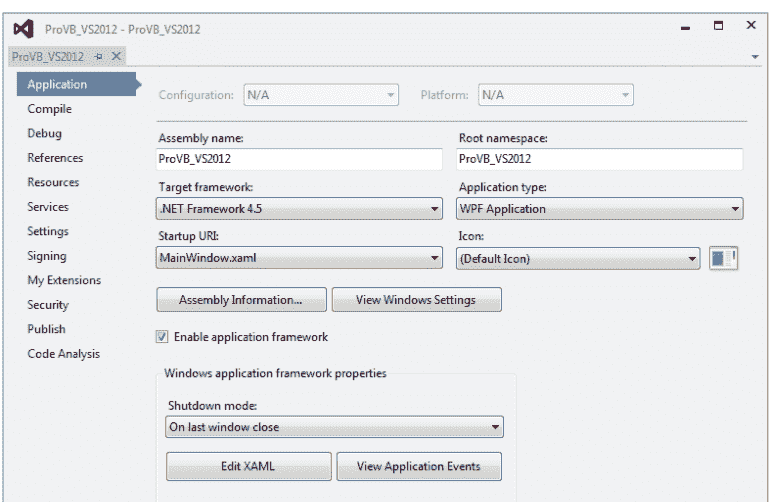 ProVB_VS2012 - ProVB_VS2012
ProVB_VS2012
Application
Compile
Debug
References
Resources
Services
Settings
Signing
My Extensions
Security
Publish
Code Analysis
Configuration: N/A Platform: N/A
Assembly name: Root namespace:
ProVB_VS2012 ProVB_VS2012
Target framework: Application type:
.NET Framework 4.5 WPF Application
Startup URI: Icon:
MainWindow.xaml (Default Icon)
Assembly Information... View Windows Settings
Enable application framework
Windows application framework properties
Shutdown mode:
On last window close
Edit XAML View Application Events